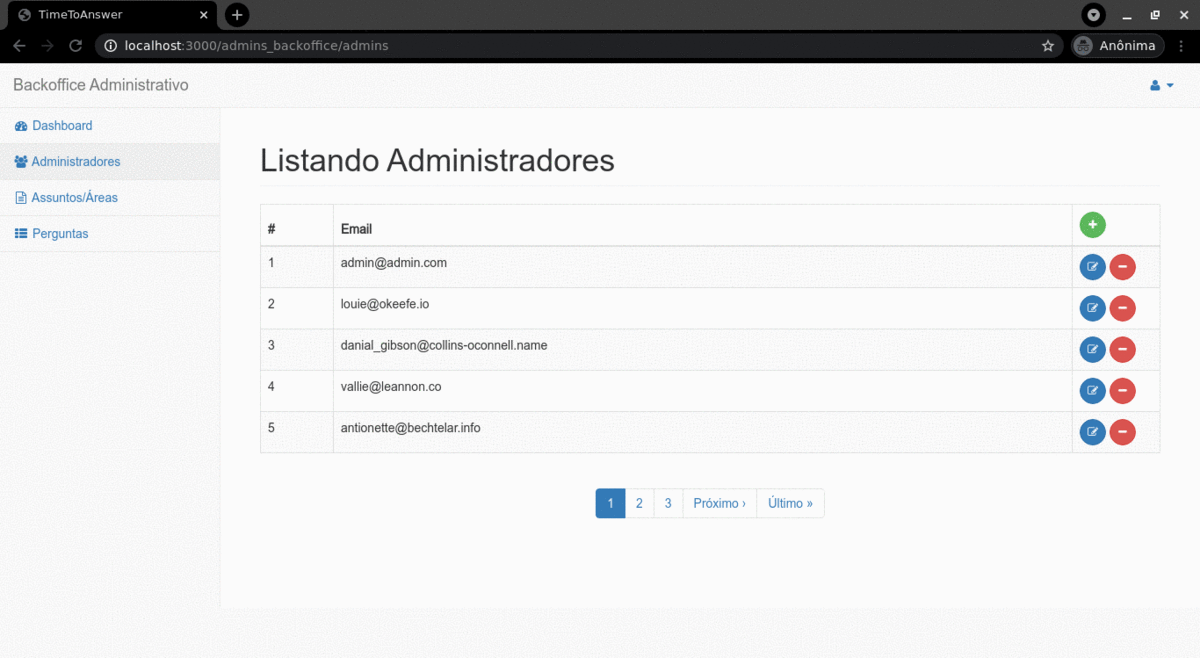 TimeToAnswer
localhost:3000/admins_backoffice/admins
Anônima
Backoffice Administrativo
Dashboard
Administradores
Assuntos/Áreas
Perguntas
Listando Administradores
# Email
1 admin@admin.com
2 louie@okeefe.io
3 danial_gibson@collins-oconnell.name
4 vallie@leannon.co
5 antionette@bechtelar.info
1 2 3 Próximo › Último »